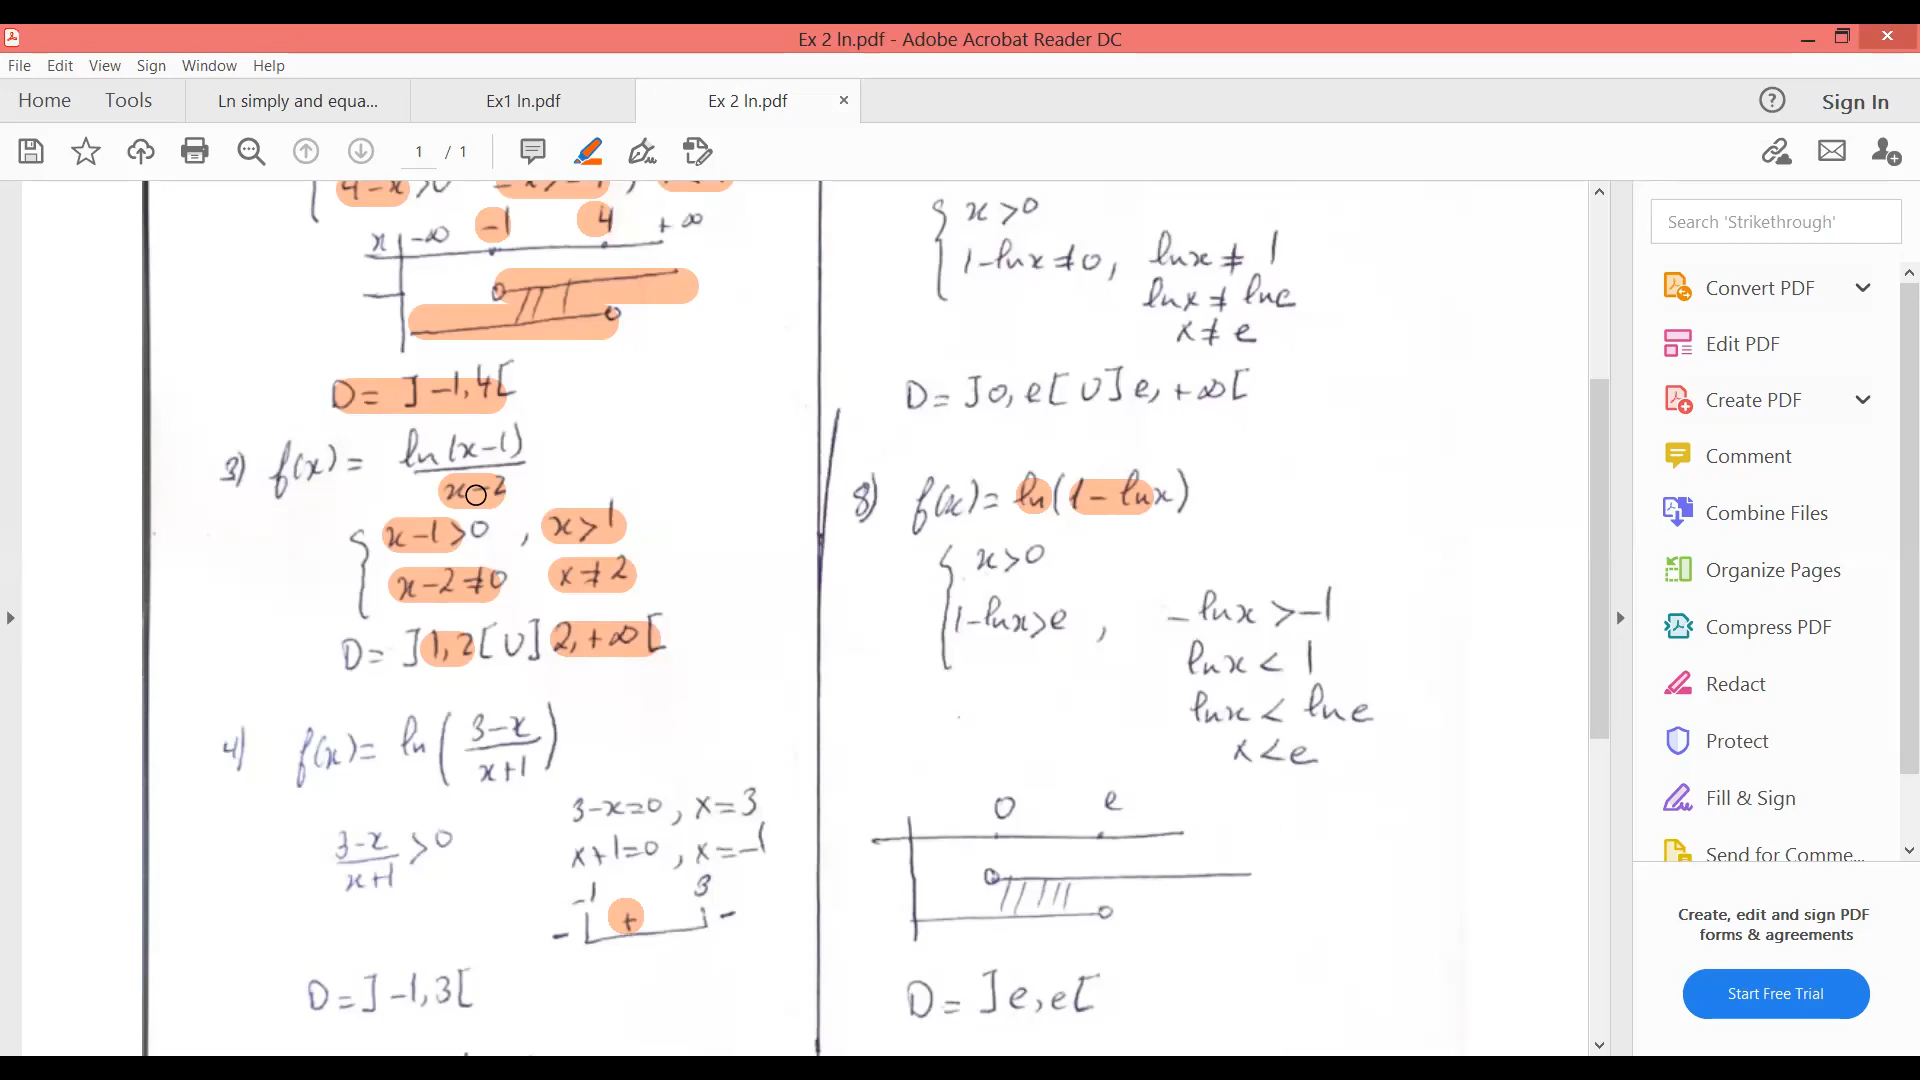 Ex 2 ln.pdf - Adobe Acrobat Reader DC
File Edit View Sign Window Help
Home Tools Ln simply and equa... Ex1 ln.pdf Ex 2 ln.pdf × Sign In
1 / 1
4-x>0
x -∞ -1 4 +∞
D= ]-1,4[
3) f(x)= ln(x-1)
x-2
x-1>0 , x>1
x-2≠0 x≠2
D= ]1,2[ U ]2,+∞[
4) f(x)= ln(3-x
x+1)
3-x=0 , x=3
3-x
x+1 >0
x+1=0 , x=-1
-1 3
- + -
D= ]-1,3[
x>0
1-lnx≠0, lnx≠1
lnx≠lne
x≠e
D= ]0,e[ U ]e,+∞[
8) f(x)= ln(1-lnx)
x>0
1-lnx>e , -lnx>-1
lnx<1
lnx<lne
x<e
0 e
D= ]e,e[
Search 'Strikethrough'
Convert PDF
Edit PDF
Create PDF
Comment
Combine Files
Organize Pages
Compress PDF
Redact
Protect
Fill & Sign
Send for Comme...
Create, edit and sign PDF
forms & agreements
Start Free Trial